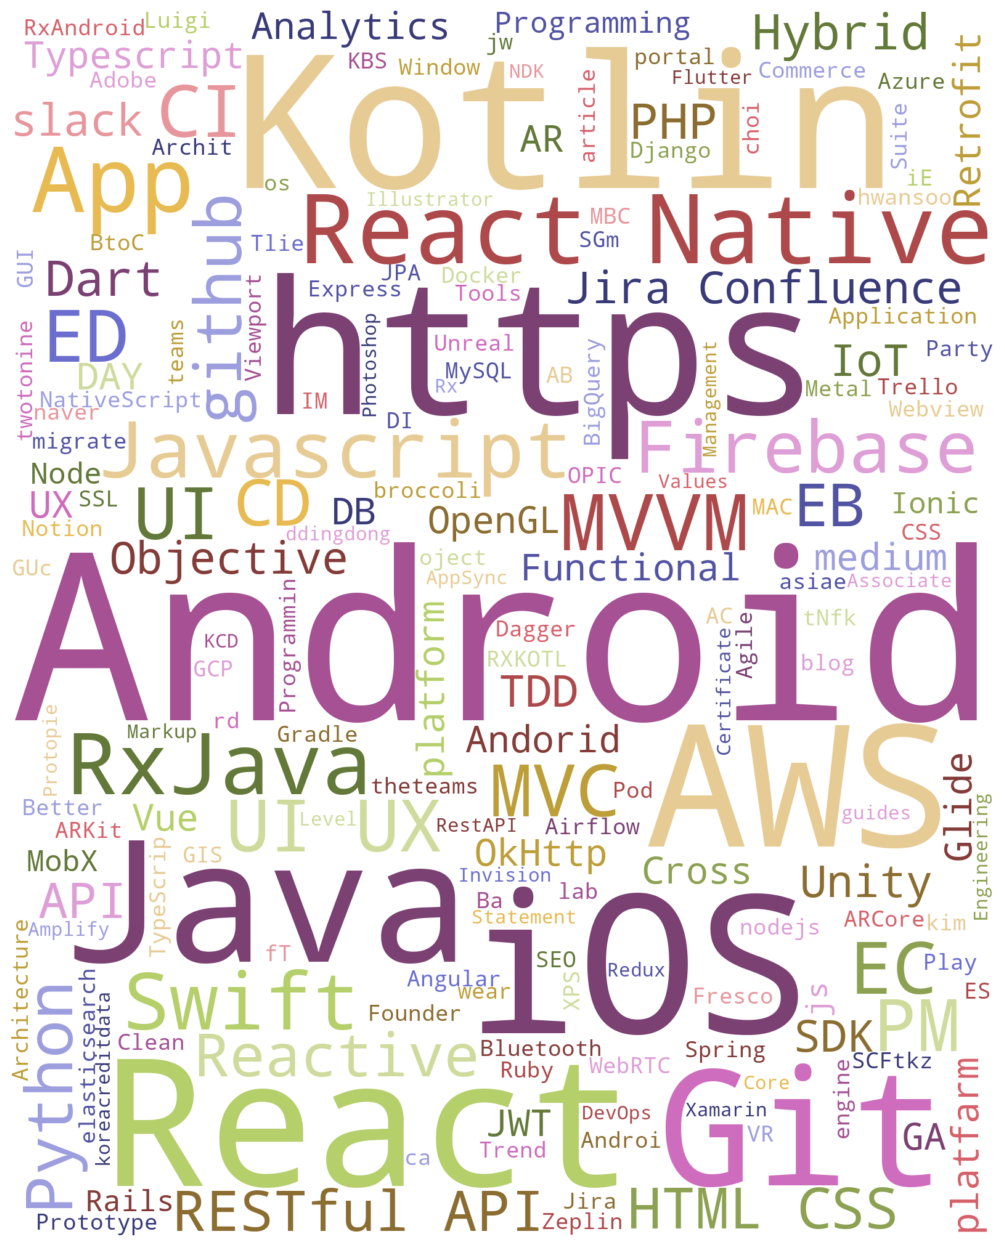 RxAndroid
Luigi
Analytics
Programming
Hybrid
Typescript
KBS
Window
jw
NDK
portal
Flutter
Commerce
Azure
Adobe
slack
CI
Kotlin
AR
article
PHP
choi
Suite
Retrofit
Archit
Django
App
os
Illustrator
iE
hwansoo
github
React Native
MBC
SGm
BtoC
Tlie
GUI
Dart
Viewport
JPA
Docker
Express
Tools
Jira Confluence
https
Photoshop
Application
ED
teams
twotonine
Unreal
BigQuery
Management
IoT
Party
DAY
MySQL
AB
Rx
Metal
Trello
NativeScript
IM
DI
naver
Webview
migrate
Javascript
Firebase
Node
OPIC
Values
UX
SSL
UI
CD
DB
broccoli
OpenGL
MVVM
MAC
EB
Ionic
Notion
ddingdong
CSS
GUc
Objective
oject
AppSync
Functional
medium
asiae
Associate
Android
Programmin
platform
KCD
GCP
Dagger
RXKOTL
TDD
AC
Certificate
Agile
tNfk
blog
rd
Protopie
Markup
Gradle
Andorid
AWS
RxJava
theteams
MVC
Pod
Glide
Better
Vue
UI UX
Level
RestAPI
Airflow
guides
Engineering
ARKit
MobX
TypeScrip
GIS
OkHttp
Cross
Unity
API
Java
Invision
Ba
lab
iOS
Statement
nodejs
ARCore
kim
Amplify
fT
SEO
Architecture
elasticsearch
koreacreditdata
Python
Swift
Angular
wear
XPS
Redux
Fresco
js
EC
Play
ES
Founder
SDK
PM
Clean
Reactive
Bluetooth
Spring
SCFtkz
Ruby
WebRTC
Core
engine
platfarm
React
Git
JWT
DevOps
Xamarin
Androi
VR
GA
Trend
ca
Rails
RESTful API
Jira
Zeplin
HTML CSS
Prototype